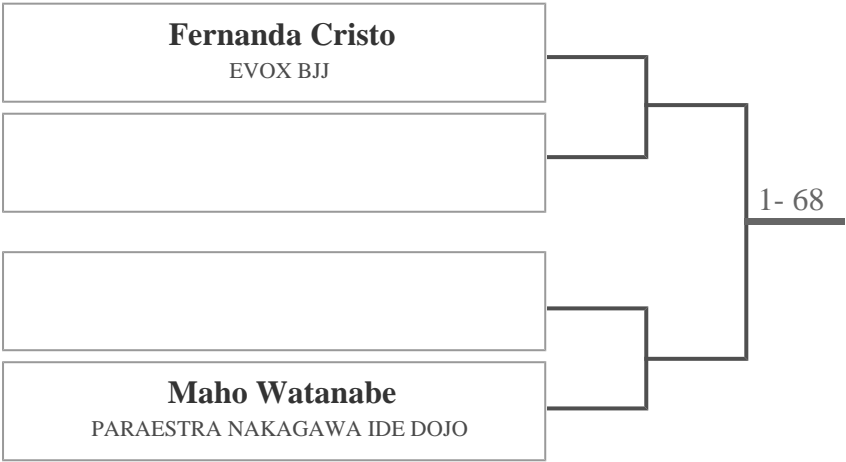 Fernanda Cristo
EVOX BJJ
1- 68
Maho Watanabe
PARAESTRA NAKAGAWA IDE DOJO